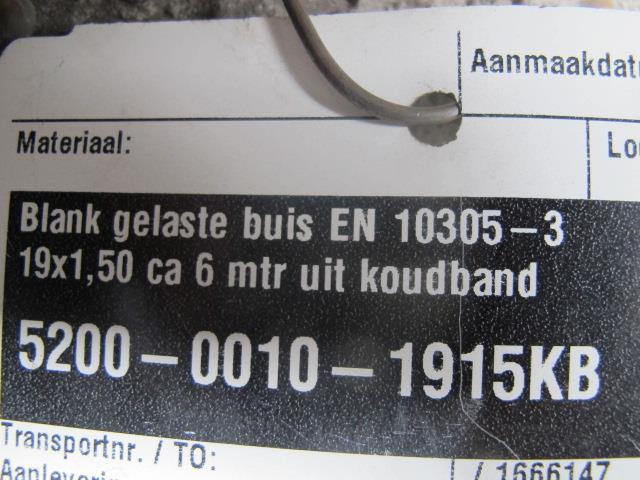 Aanmaakdat
Materiaal:
Lo
Blank gelaste buis EN 10305-3
19x1,50 ca 6 mtr uit koudband
5200-0010-1915KB
Transportnr. / TO:
/ 1666147
Aanlevering